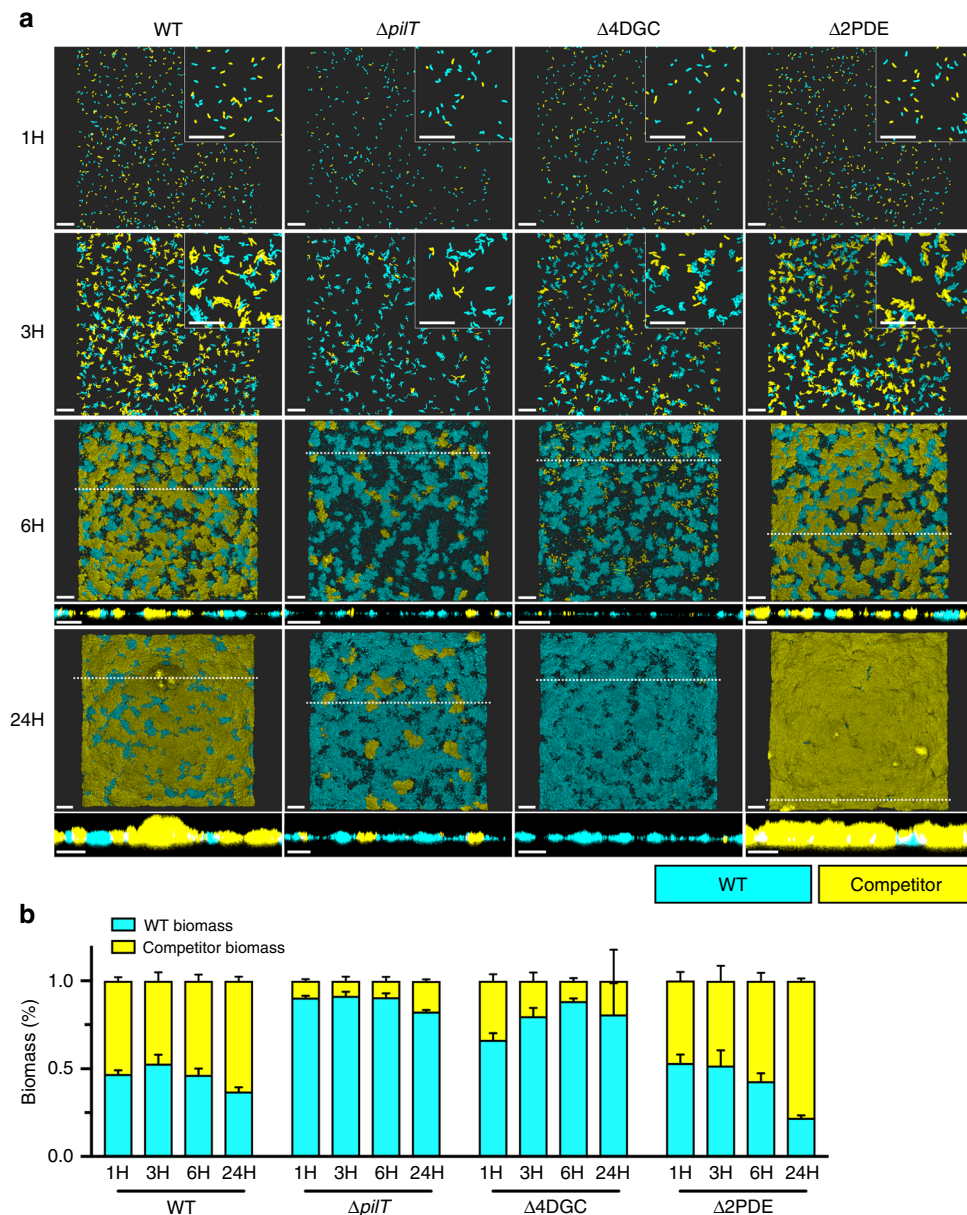 a
WT
ΔpilT
Δ4DGC
Δ2PDE
1H
3H
6H
24H
WT
Competitor
b
WT biomass
Competitor biomass
Biomass (%)
1.0
0.5
0.0
1H 3H 6H 24H 1H 3H 6H 24H 1H 3H 6H 24H 1H 3H 6H 24H
WT ΔpilT Δ4DGC Δ2PDE